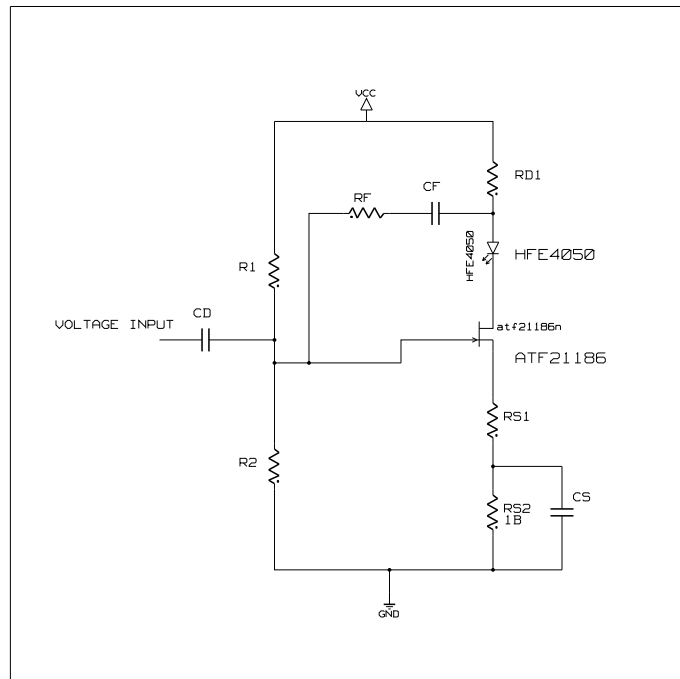 VCC
RD1
CF
RF
HFE4050
HFE4050
R1
CD
VOLTAGE INPUT
atf21186n
ATF21186
RS1
R2
CS
RS2
1B
GND